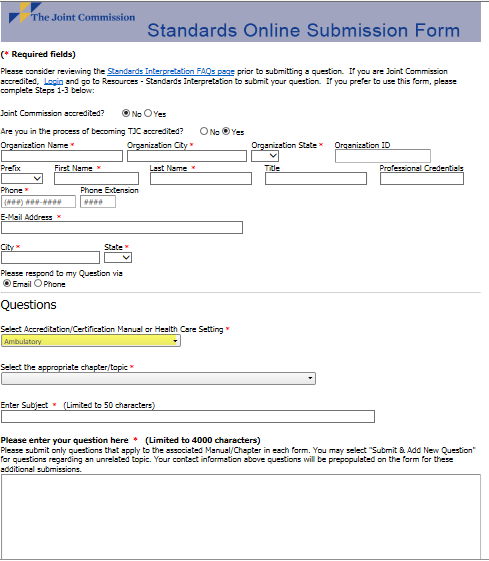 The Joint Commission
Standards Online Submission Form
(* Required fields)
Please consider reviewing the Standards Interpretation FAQs page prior to submitting a question. If you are Joint Commission
accredited, Login and go to Resources - Standards Interpretation to submit your question. If you prefer to use this form, please
complete Steps 1-3 below:
Joint Commission accredited? No Yes
Are you in the process of becoming TJC accredited? No Yes
Organization Name * Organization City * Organization State * Organization ID
Prefix First Name * Last Name * Title Professional Credentials
Phone * Phone Extension
(###) ###-#### ####
E-Mail Address *
City * State *
Please respond to my Question via
Email Phone
Questions
Select Accreditation/Certification Manual or Health Care Setting *
Ambulatory
Select the appropriate chapter/topic *
Enter Subject * (Limited to 50 characters)
Please enter your question here * (Limited to 4000 characters)
Please submit only questions that apply to the associated Manual/Chapter in each form. You may select "Submit & Add New Question"
for questions regarding an unrelated topic. Your contact information above questions will be prepopulated on the form for these
additional submissions.